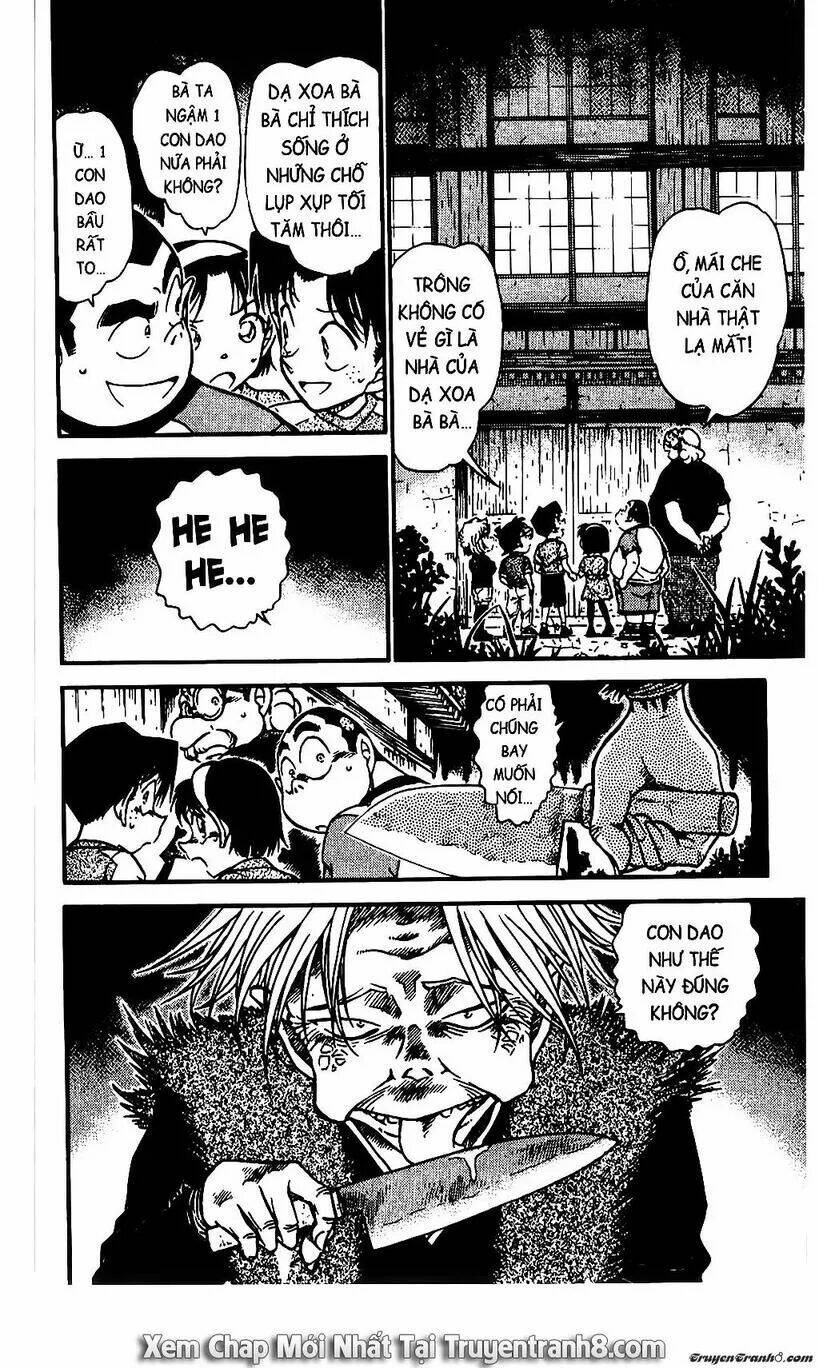 Ồ, MÁI CHE
CỦA CĂN
NHÀ THẬT
LẠ MẮT!
TRÔNG
KHÔNG CÓ
VẺ GÌ LÀ
NHÀ CỦA
DẠ XOA
BÀ BÀ...
DẠ XOA BÀ
BÀ CHỈ THÍCH
SỐNG Ở
NHỮNG CHỖ
LỤP XỤP TỐI
TĂM THÔI...
BÀ TA
NGẬM 1
CON DAO
NỮA PHẢI
KHÔNG?
Ừ... 1
CON
DAO
BẦU
RẤT
TO...
HE HE
HE...
CÓ PHẢI
CHÚNG
BAY
MUỐN
NÓI...
CON DAO
NHƯ THẾ
NÀY ĐÚNG
KHÔNG?
Xem Chap Mới Nhất Tại Truyentranh8.com
TruyenTranh8.com